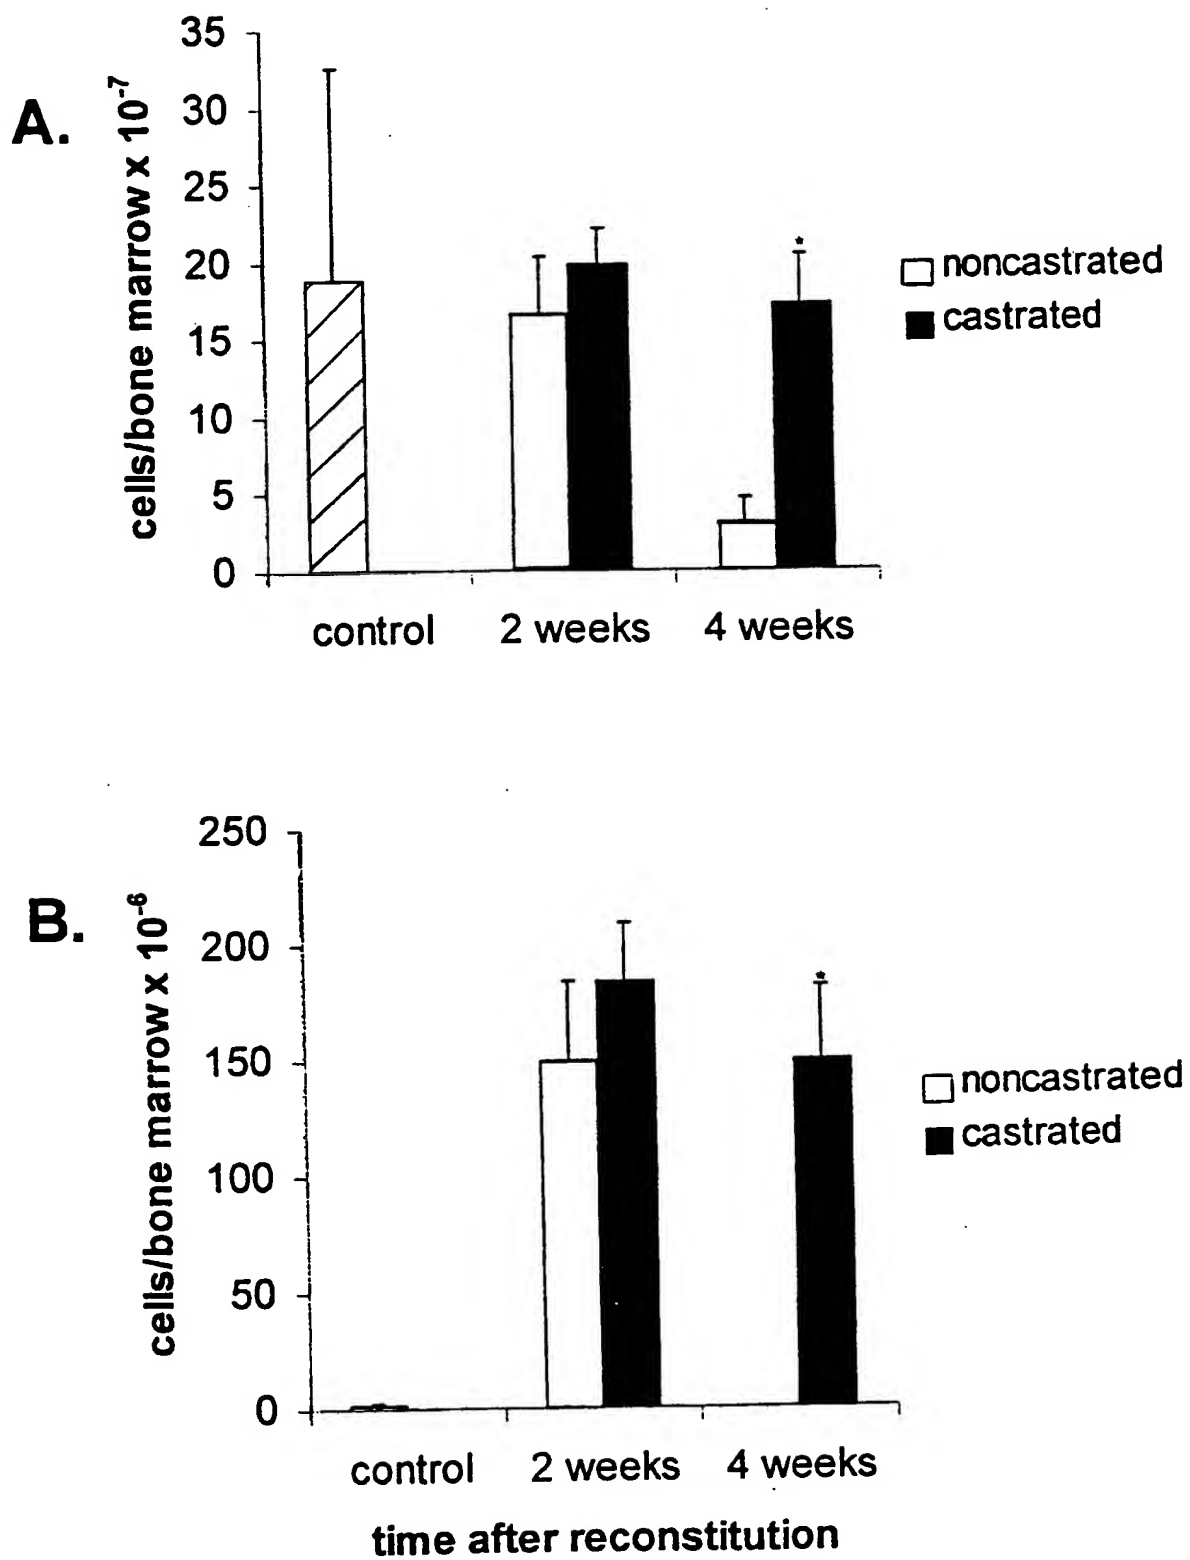 A.
cells/bone marrow x 10⁻⁷
35
30
25
20
15
10
5
0
control
2 weeks
4 weeks
*
noncastrated
castrated
B.
cells/bone marrow x 10⁻⁶
250
200
150
100
50
0
control
2 weeks
4 weeks
*
noncastrated
castrated
time after reconstitution